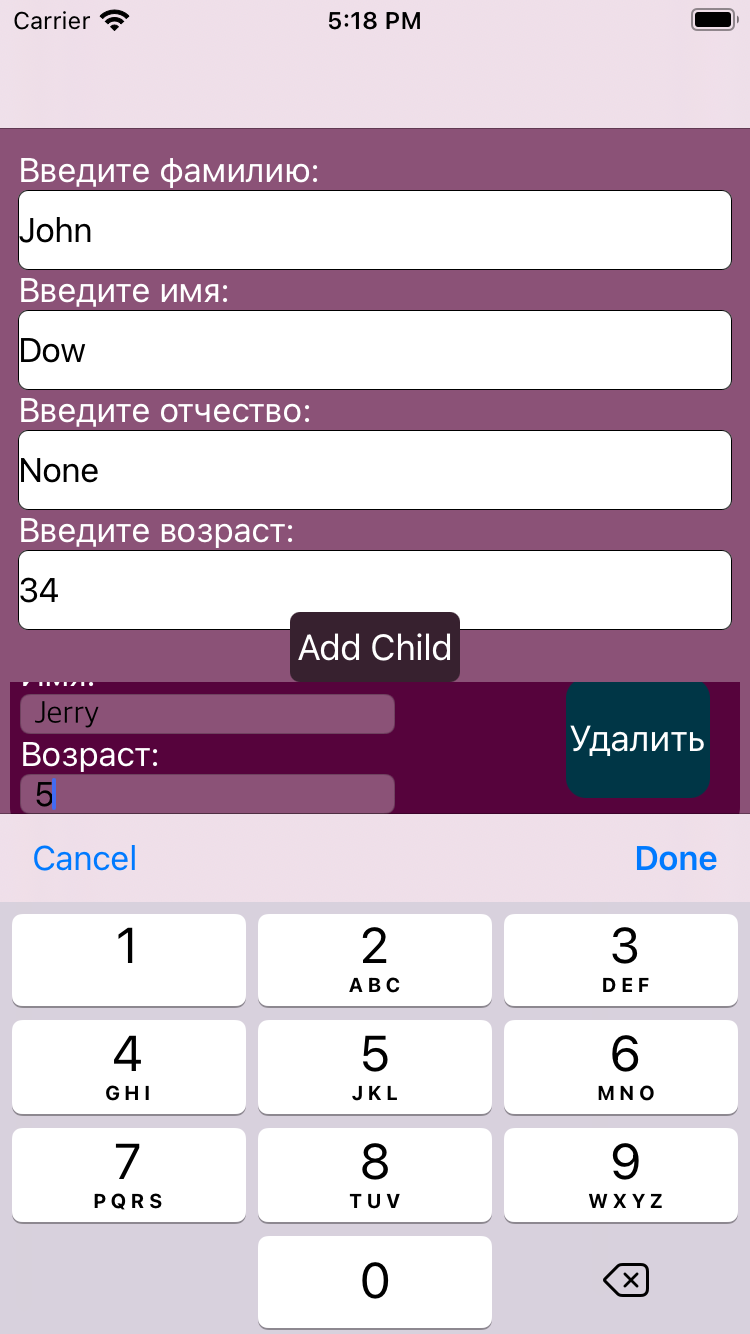 Carrier 5:18 PM
Введите фамилию:
John
Введите имя:
Dow
Введите отчество:
None
Введите возраст:
34
Add Child
Имя:
Jerry
Удалить
Возраст:
5
Cancel Done
1 2 3
ABC DEF
4 5 6
GHI JKL MNO
7 8 9
PQRS TUV WXYZ
0